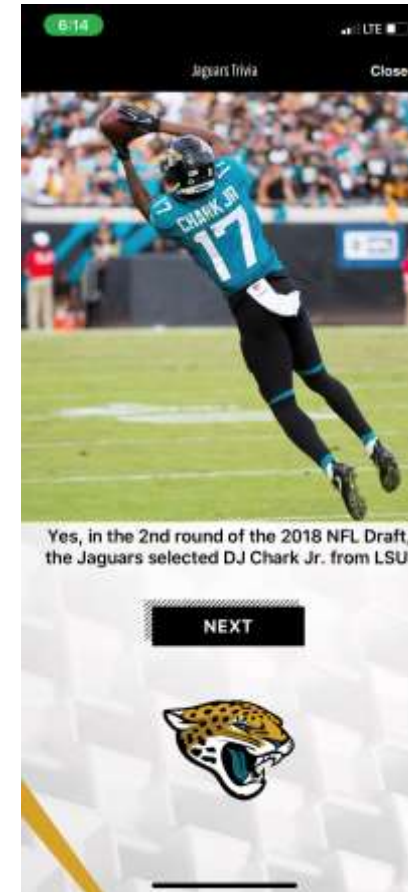 6:14
LTE
Jaguars Trivia
Close
CHARK JR
17
Yes, in the 2nd round of the 2018 NFL Draft,
the Jaguars selected DJ Chark Jr. from LSU
NEXT